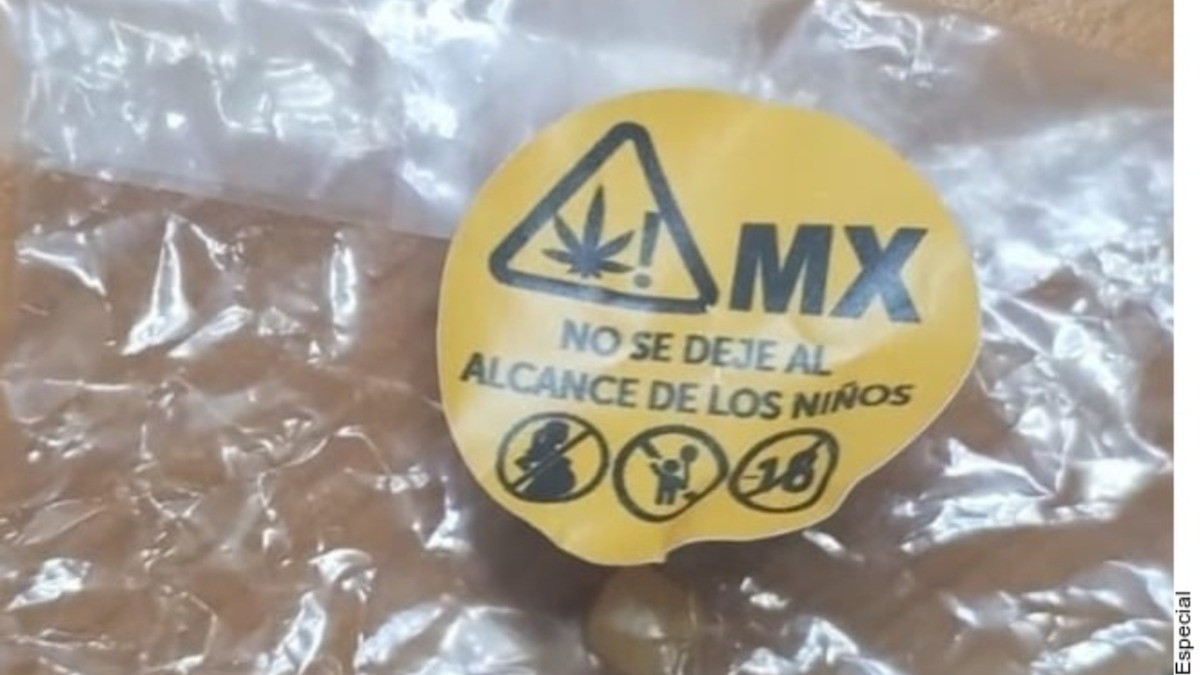 MX
NO SE DEJE AL
ALCANCE DE LOS NIÑOS
-18
Especial